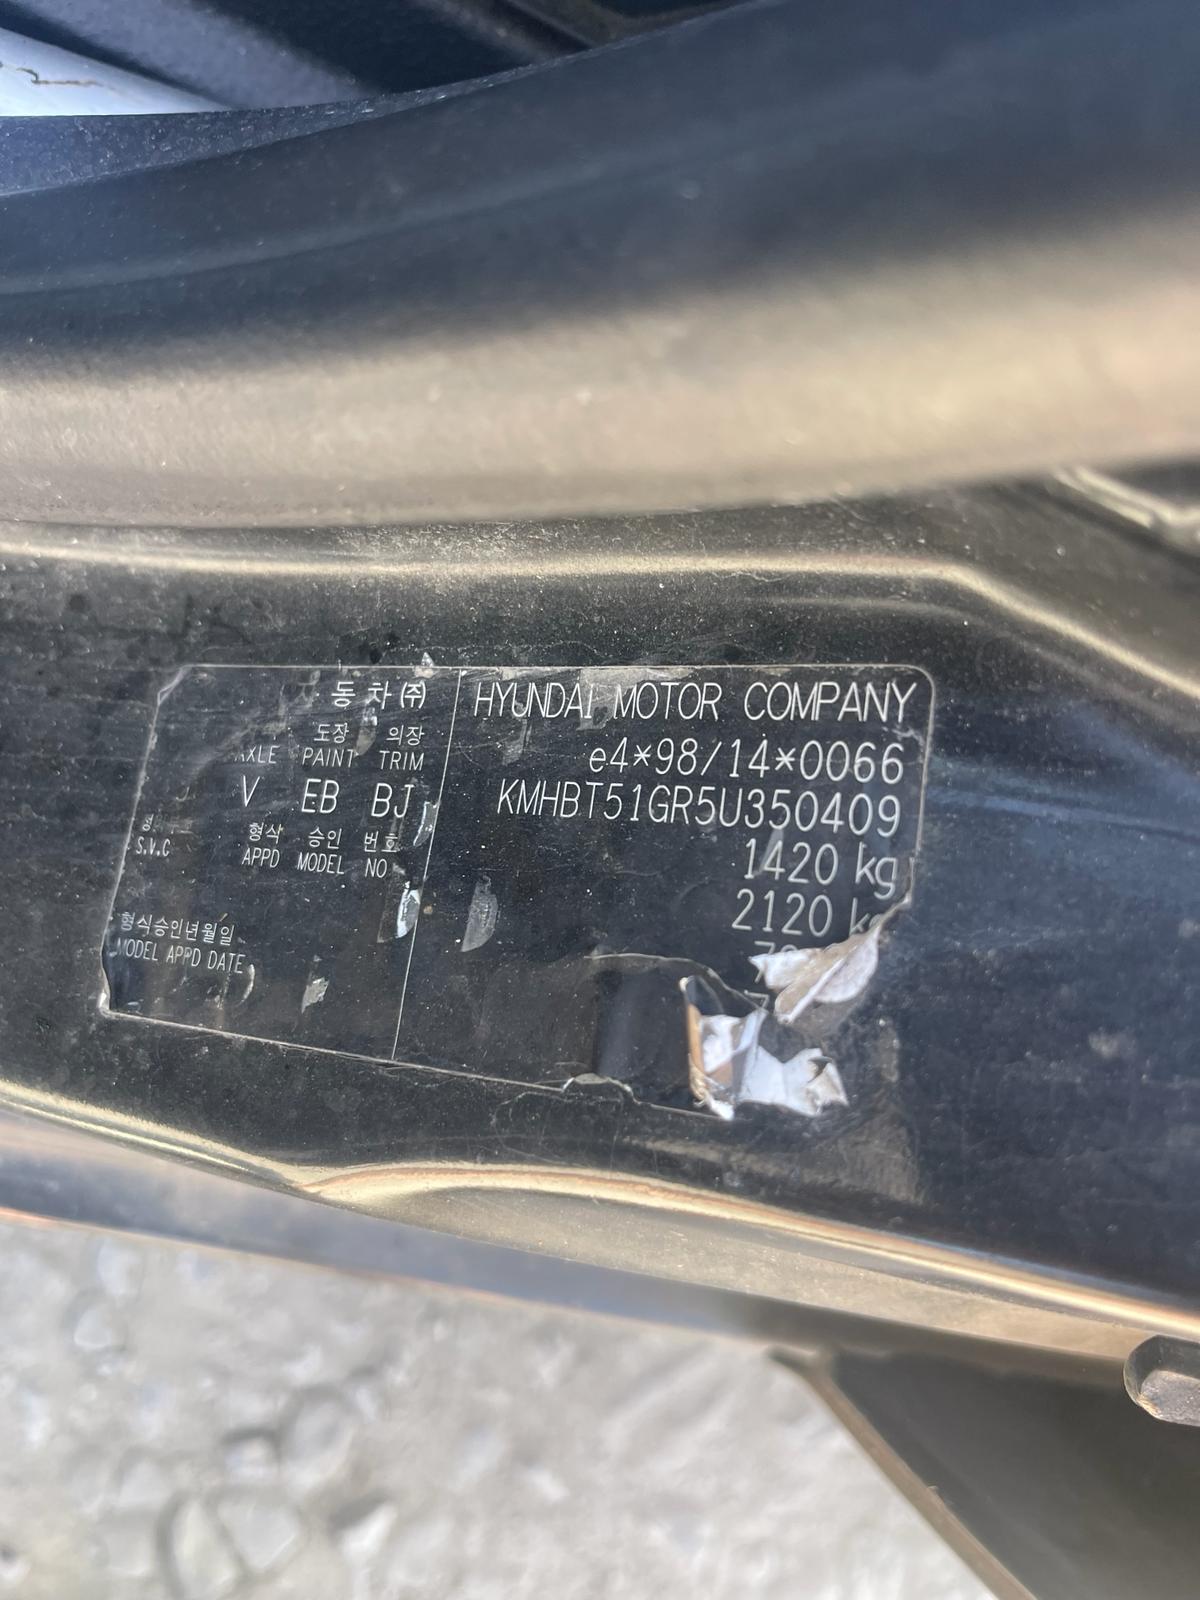 동 차 ㈜
도장 의장
AXLE PAINT TRIM
V EB BJ
형식 승인 번호
S.V.C APPD MODEL NO
형식승인년월일
MODEL APPD DATE
HYUNDAI MOTOR COMPANY
e4*98/14*0066
KMHBT51GR5U350409
1420 kg
2120 kg